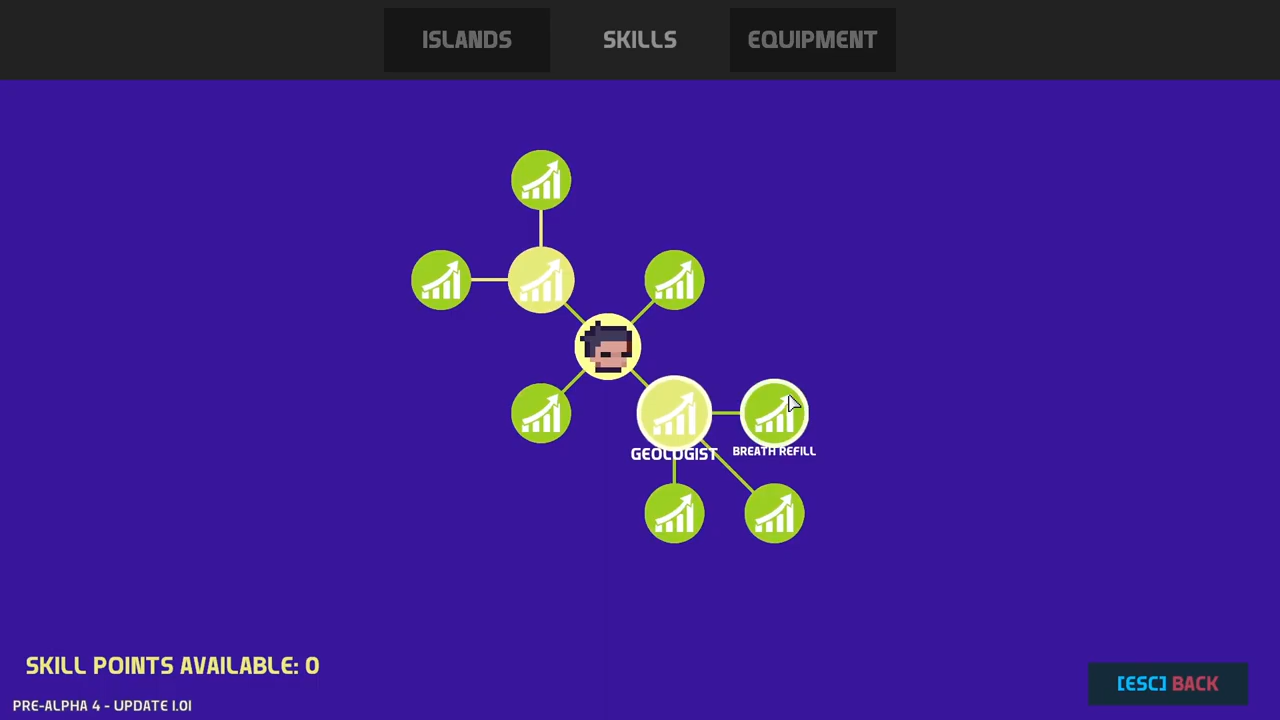 ISLANDS
SKILLS
EQUIPMENT
GEOLOGIST
BREATH REFILL
SKILL POINTS AVAILABLE: 0
PRE-ALPHA 4 - UPDATE 1.01
[ESC] BACK